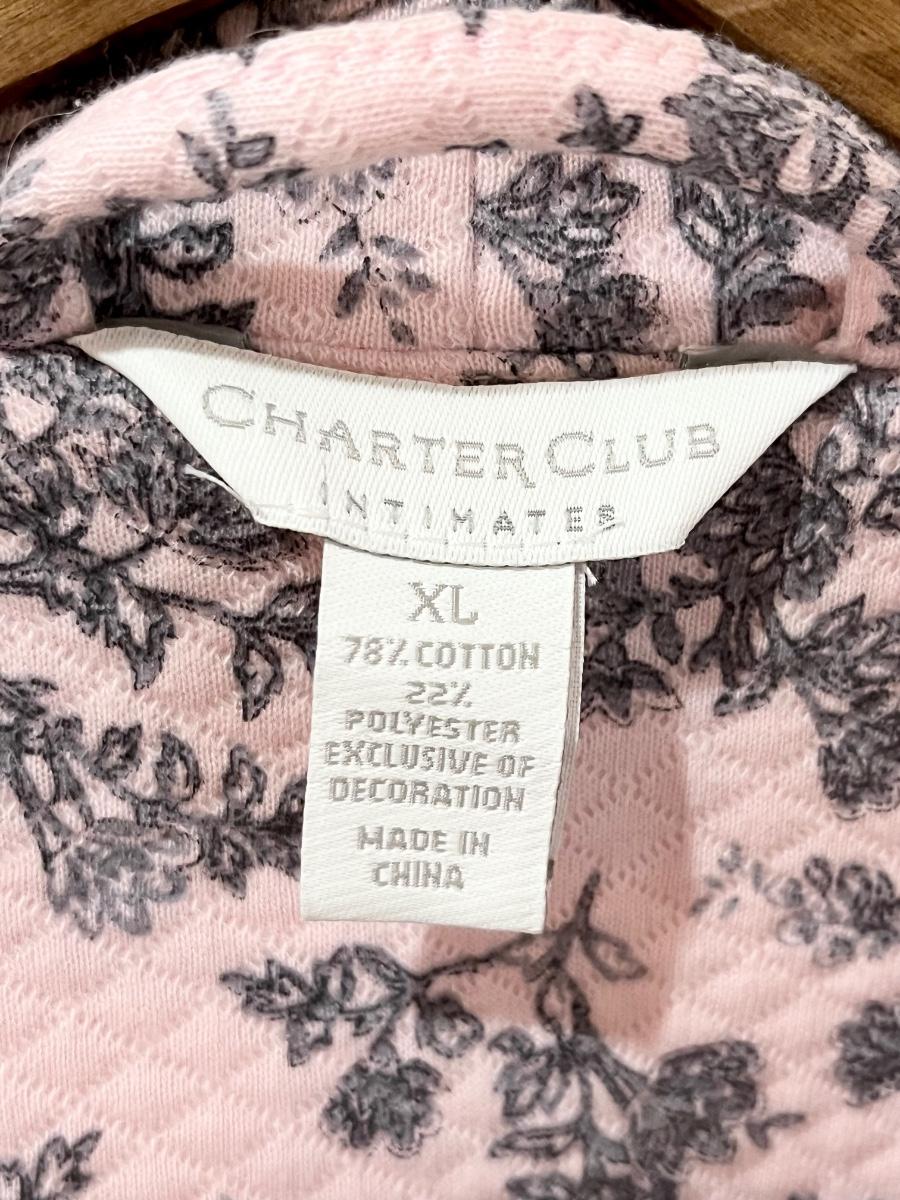 CHARTER CLUB
INTIMATES
XL
78% COTTON
22%
POLYESTER
EXCLUSIVE OF
DECORATION
MADE IN
CHINA